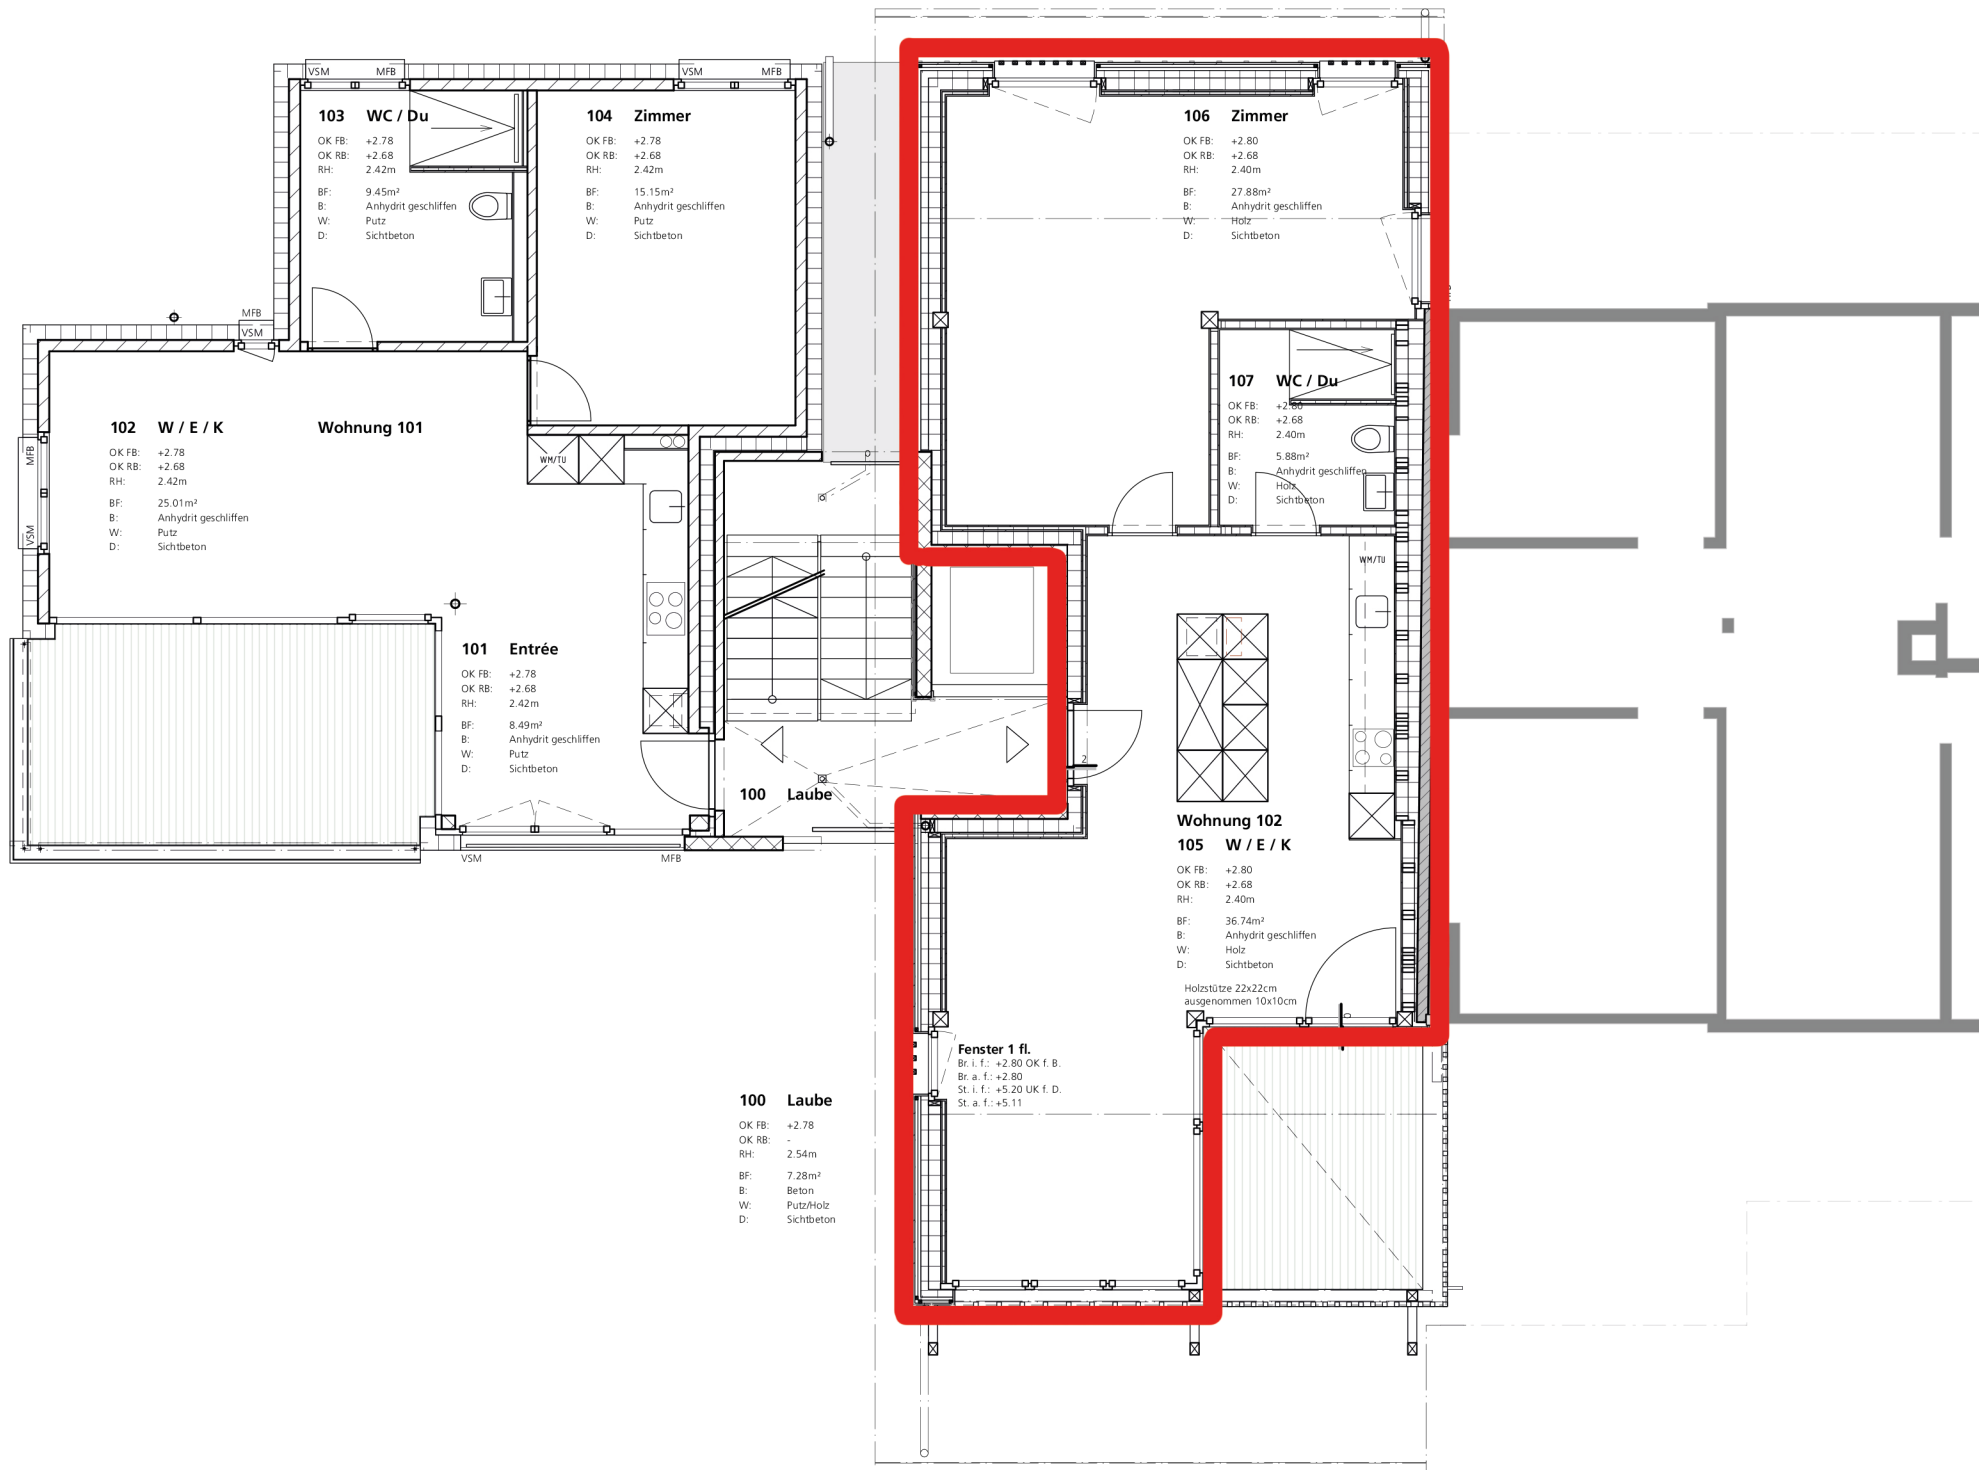 VSM MFB
103 WC / Du
OK FB: +2.78
OK RB: +2.68
RH: 2.42m
BF: 9.45m²
B: Anhydrit geschliffen
W: Putz
D: Sichtbeton
VSM MFB
104 Zimmer
OK FB: +2.78
OK RB: +2.68
RH: 2.42m
BF: 15.15m²
B: Anhydrit geschliffen
W: Putz
D: Sichtbeton
106 Zimmer
OK FB: +2.80
OK RB: +2.68
RH: 2.40m
BF: 27.88m²
B: Anhydrit geschliffen
W: Holz
D: Sichtbeton
MFB
VSM
107 WC / Du
OK FB: +2.80
OK RB: +2.68
RH: 2.40m
BF: 5.88m²
B: Anhydrit geschliffen
W: Holz
D: Sichtbeton
102 W / E / K
OK FB: +2.78
OK RB: +2.68
RH: 2.42m
BF: 25.01m²
B: Anhydrit geschliffen
W: Putz
D: Sichtbeton
Wohnung 101
MFB
VSM
WM/TU
WM/TU
101 Entrée
OK FB: +2.78
OK RB: +2.68
RH: 2.42m
BF: 8.49m²
B: Anhydrit geschliffen
W: Putz
D: Sichtbeton
VSM MFB
100 Laube
2
Wohnung 102
105 W / E / K
OK FB: +2.80
OK RB: +2.68
RH: 2.40m
BF: 36.74m²
B: Anhydrit geschliffen
W: Holz
D: Sichtbeton
Holzstütze 22x22cm
ausgenommen 10x10cm
Fenster 1 fl.
Br. i. f.: +2.80 OK f. B.
Br. a. f.: +2.80
St. i. f.: +5.20 UK f. D.
St. a. f.: +5.11
100 Laube
OK FB: +2.78
OK RB: -
RH: 2.54m
BF: 7.28m²
B: Beton
W: Putz/Holz
D: Sichtbeton